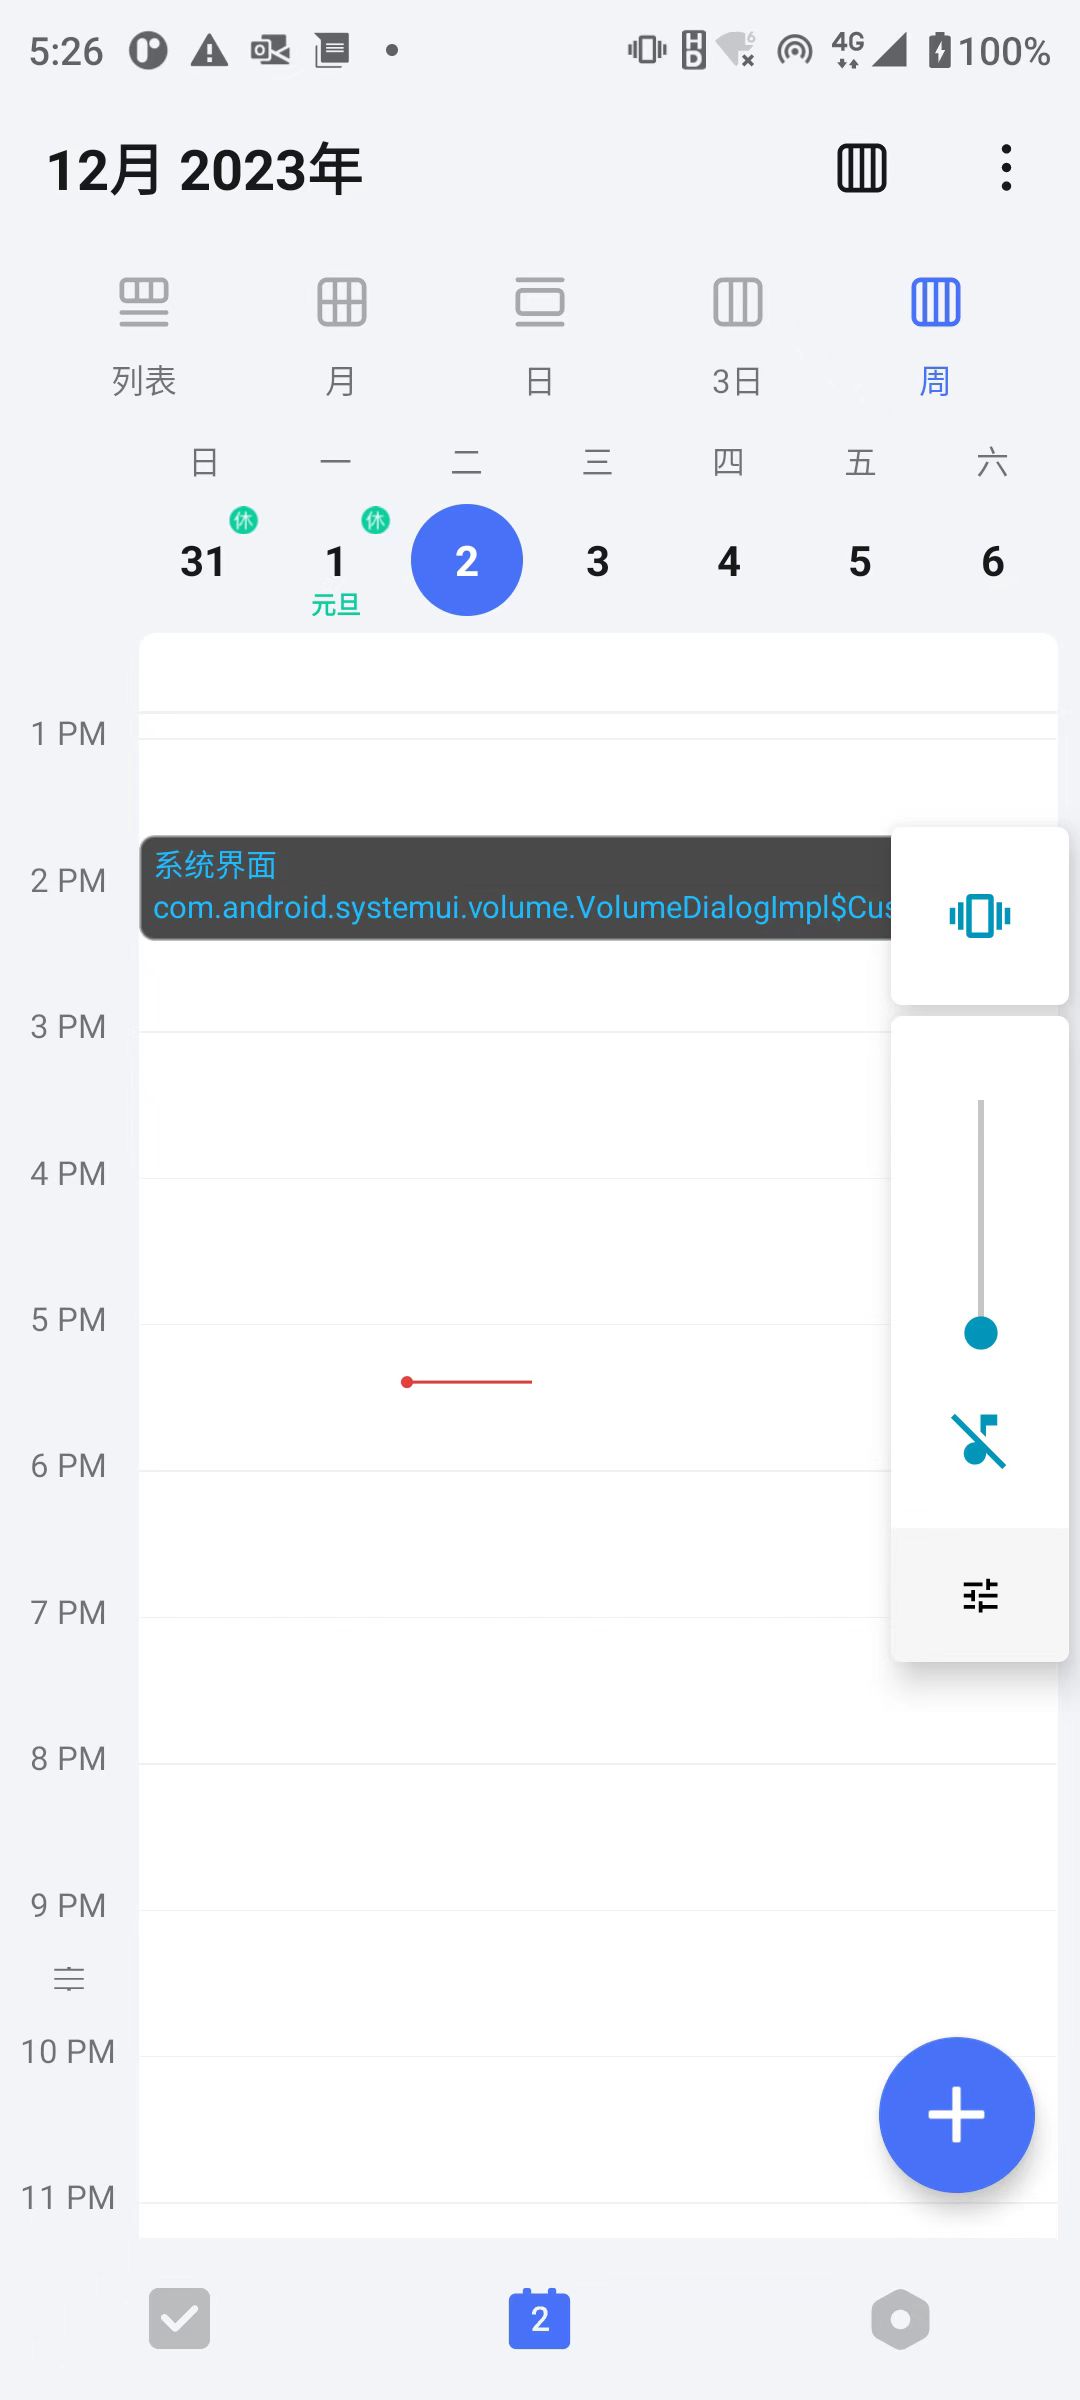 5:26
HD
6
4G
100%
12月 2023年
列表
月
日
3日
周
日
一
二
三
四
五
六
休
休
31
1
2
3
4
5
6
元旦
1 PM
2 PM
系统界面
com.android.systemui.volume.VolumeDialogImpl$Cus
3 PM
4 PM
5 PM
6 PM
7 PM
8 PM
9 PM
10 PM
11 PM
2